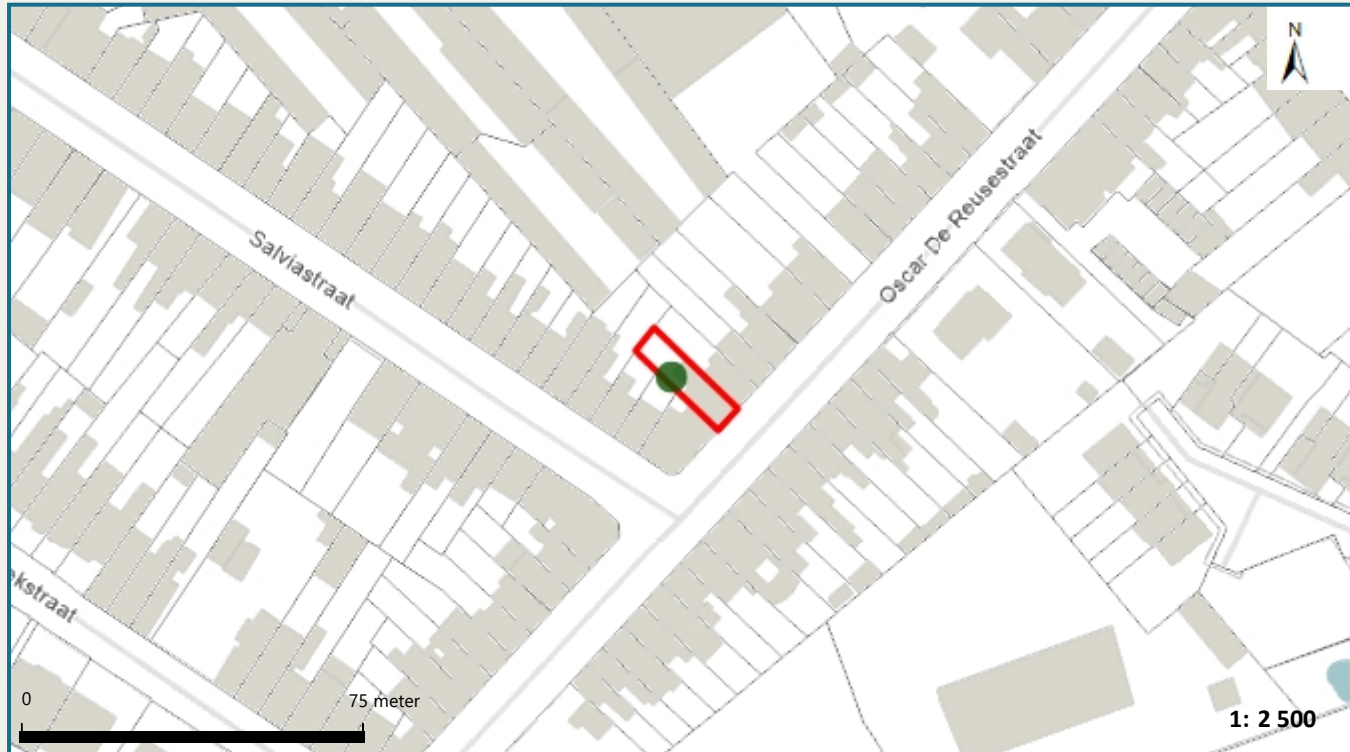 N
Oscar De Reusestraat
Salviastraat
ekstraat
0 75 meter
1: 2 500